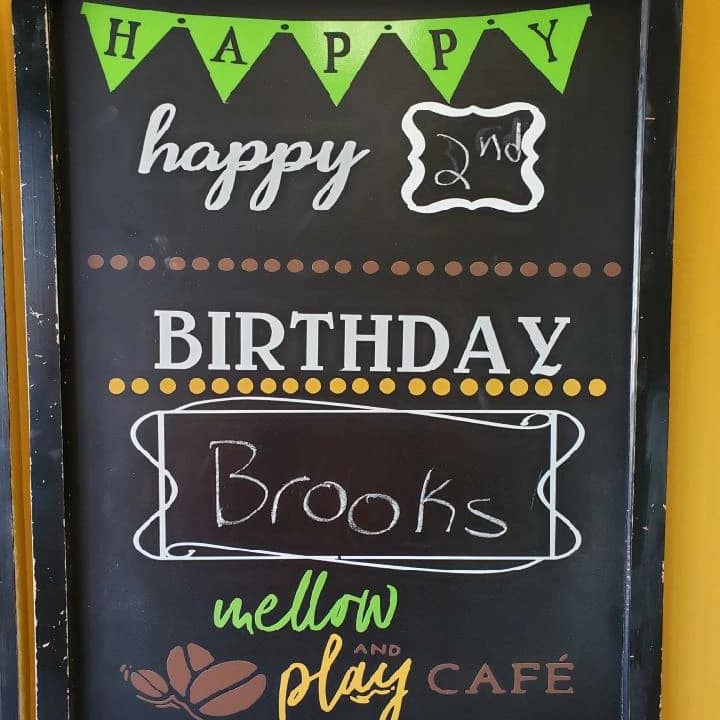 HAPPY
happy 2nd
BIRTHDAY
Brooks
mellow
AND
play CAFÉ